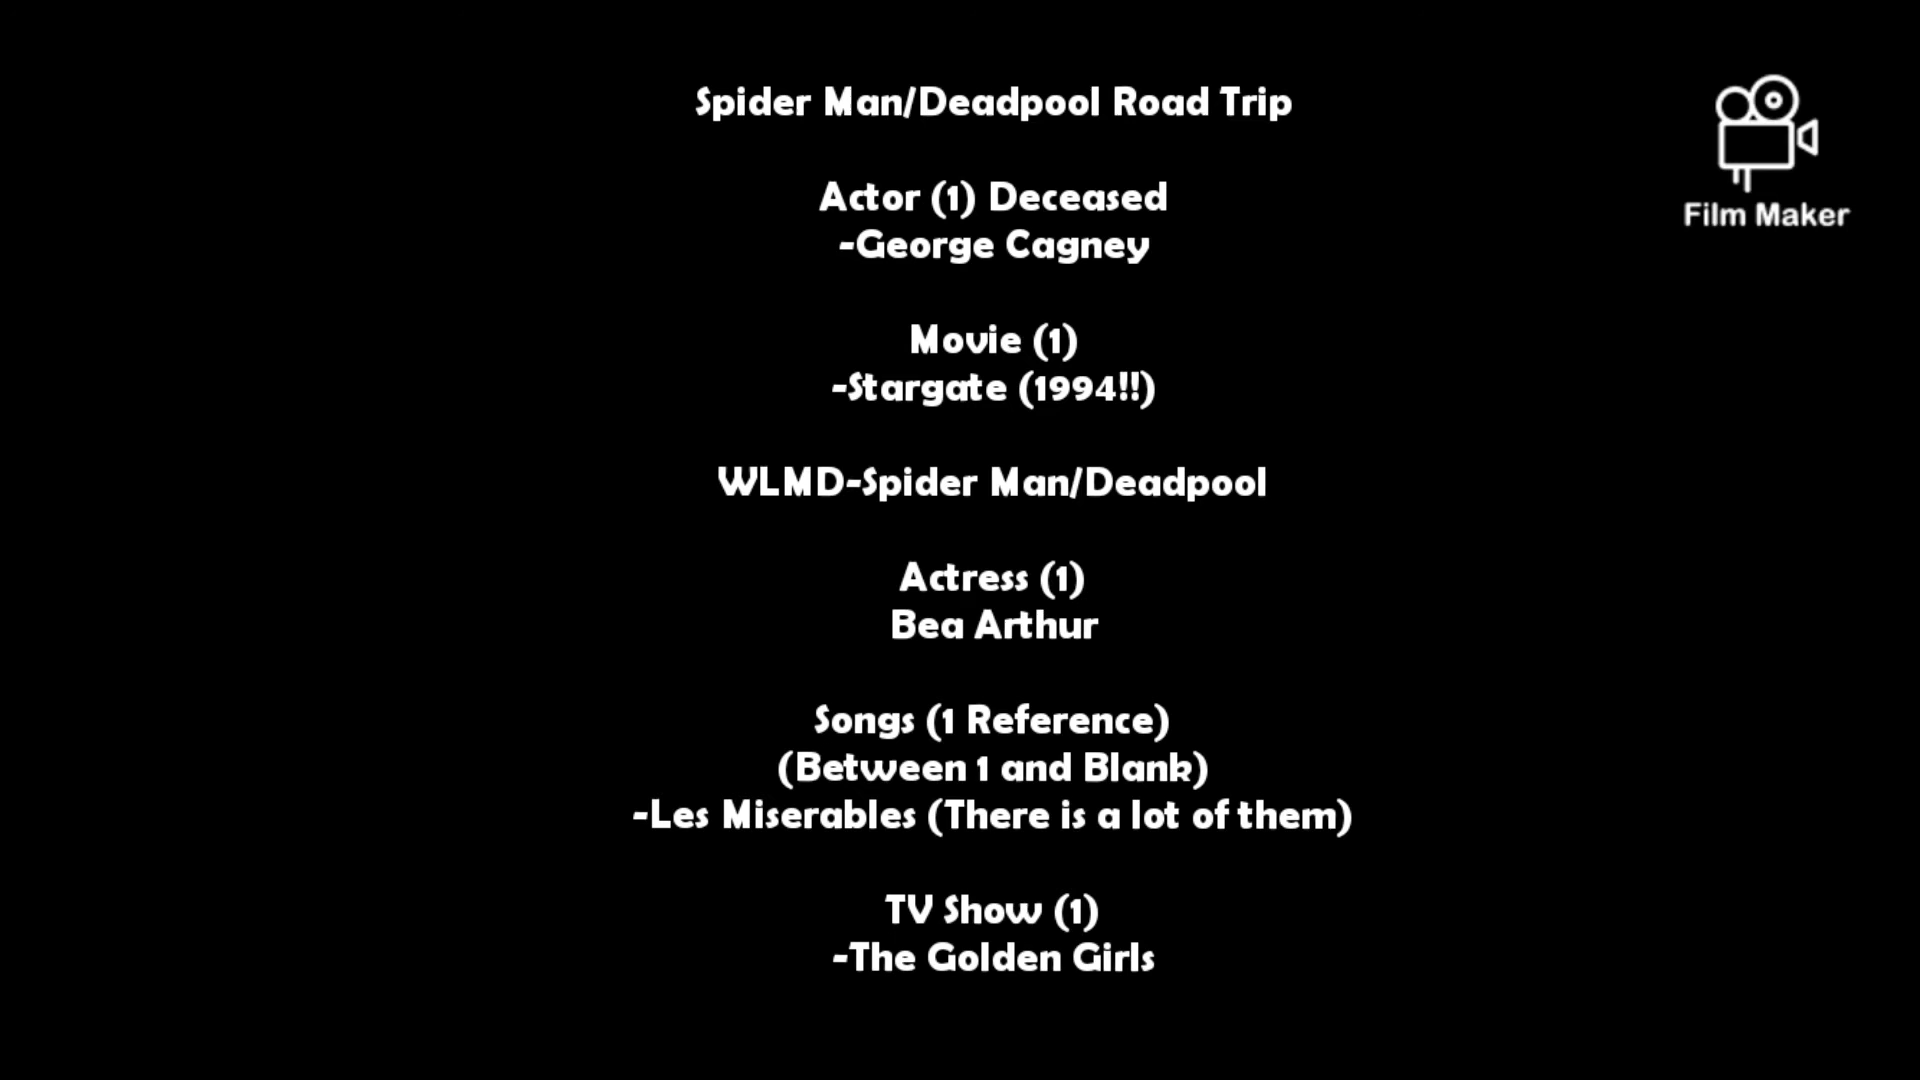 Spider Man/Deadpool Road Trip
Actor (1) Deceased
-George Cagney
Movie (1)
-Stargate (1994!!)
WLMD-Spider Man/Deadpool
Actress (1)
Bea Arthur
Songs (1 Reference)
(Between 1 and Blank)
-Les Miserables (There is a lot of them)
TV Show (1)
-The Golden Girls
Film Maker